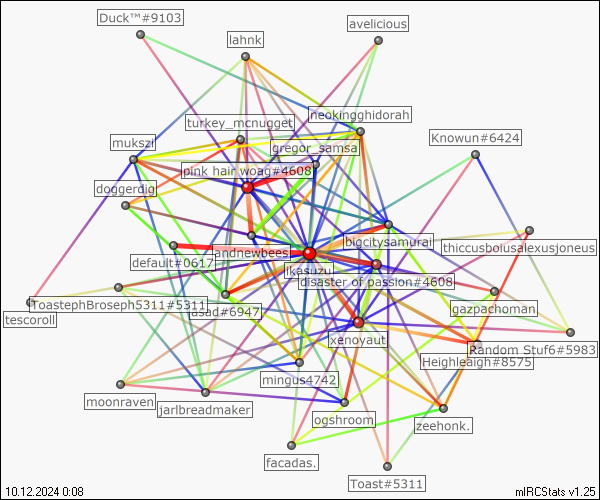 Duck™#9103
lahnk
avelicious
neokingghidorah
turkey_mcnugget
Knowun#6424
mukszi
gregor_samsa
pink hair woag#4608
doggerdig
bigcitysamurai
thiccusboiusalexusjoneus
andnewbees
default#0617
ikasuzu
disaster of passion#4608
ToastephBroseph5311#5311
asad#6947
gazpachoman
tescoroll
xenoyaut
Random Stuf6#5983
Heighleaigh#8575
mingus4742
moonraven
jarlbreadmaker
ogshroom
zeehonk.
facadas.
Toast#5311
10.12.2024 0:08
mIRCStats v1.25